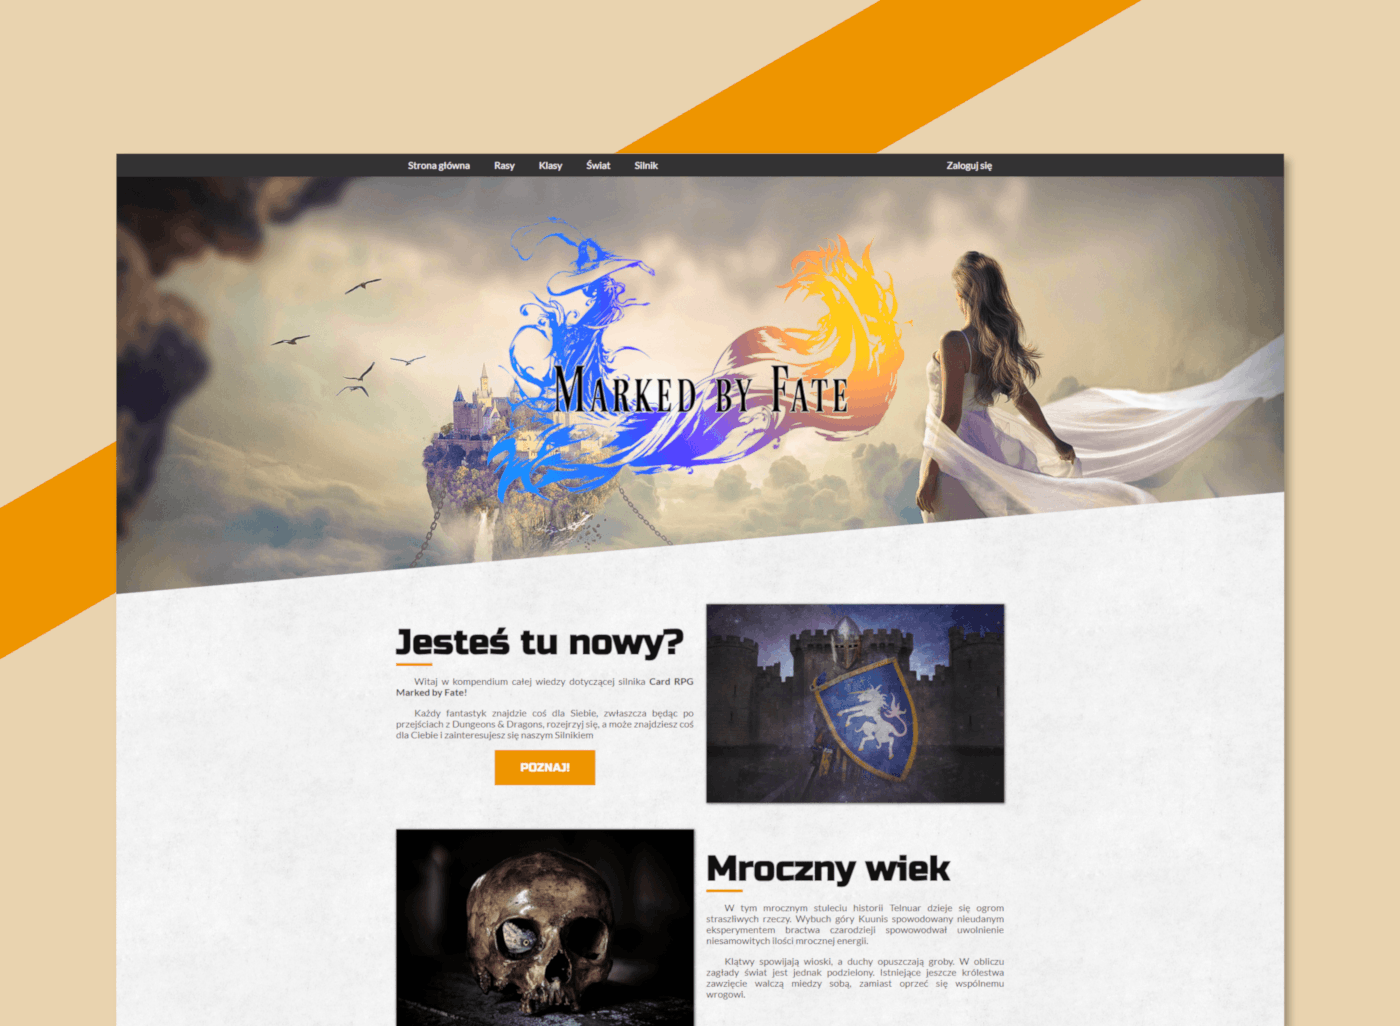 Strona główna Rasy Klasy Świat Silnik Zaloguj się
MARKED BY FATE
Jesteś tu nowy?
Witaj w kompendium całej wiedzy dotyczącej silnika Card RPG
Marked by Fate!
Każdy fantastyk znajdzie coś dla Siebie, zwłaszcza będąc po
przejściach z Dungeons & Dragons, rozejrzyj się, a może znajdziesz coś
dla Ciebie i zainteresujesz się naszym Silnikiem
POZNAJ!
Mroczny wiek
W tym mrocznym stuleciu historii Telnuar dzieje się ogrom
straszliwych rzeczy. Wybuch góry Kuunis spowodowany nieudanym
eksperymentem bractwa czarodzieji spowowodwał uwolnienie
niesamowitych ilości mrocznej energii.
Klątwy spowijają wioski, a duchy opuszczają groby. W obliczu
zagłady świat jest jednak podzielony. Istniejące jeszcze królestwa
zawzięcie walczą miedzy sobą, zamiast oprzeć się wspólnemu
wrogowi.